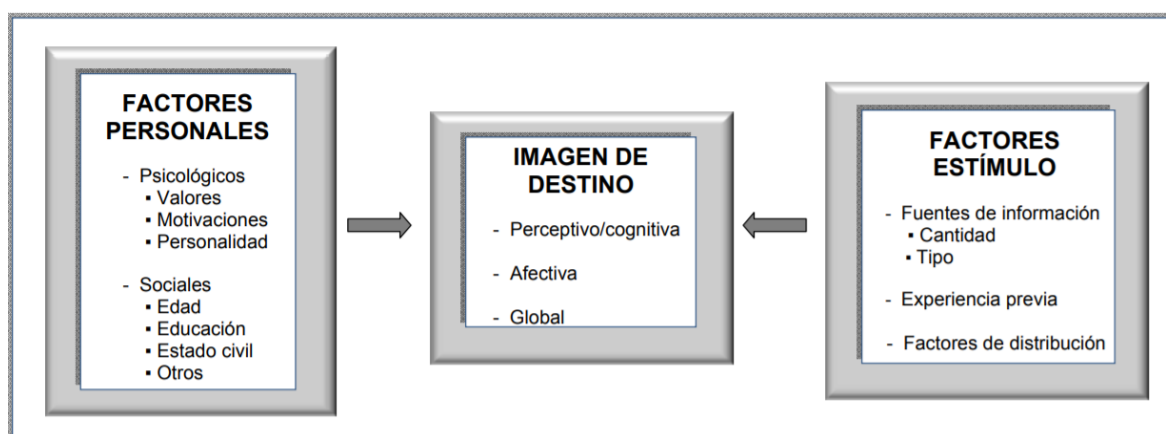 FACTORES
PERSONALES
- Psicológicos
▪ Valores
▪ Motivaciones
▪ Personalidad
- Sociales
▪ Edad
▪ Educación
▪ Estado civil
▪ Otros
IMAGEN DE
DESTINO
- Perceptivo/cognitiva
- Afectiva
- Global
FACTORES
ESTÍMULO
- Fuentes de información
▪ Cantidad
▪ Tipo
- Experiencia previa
- Factores de distribución